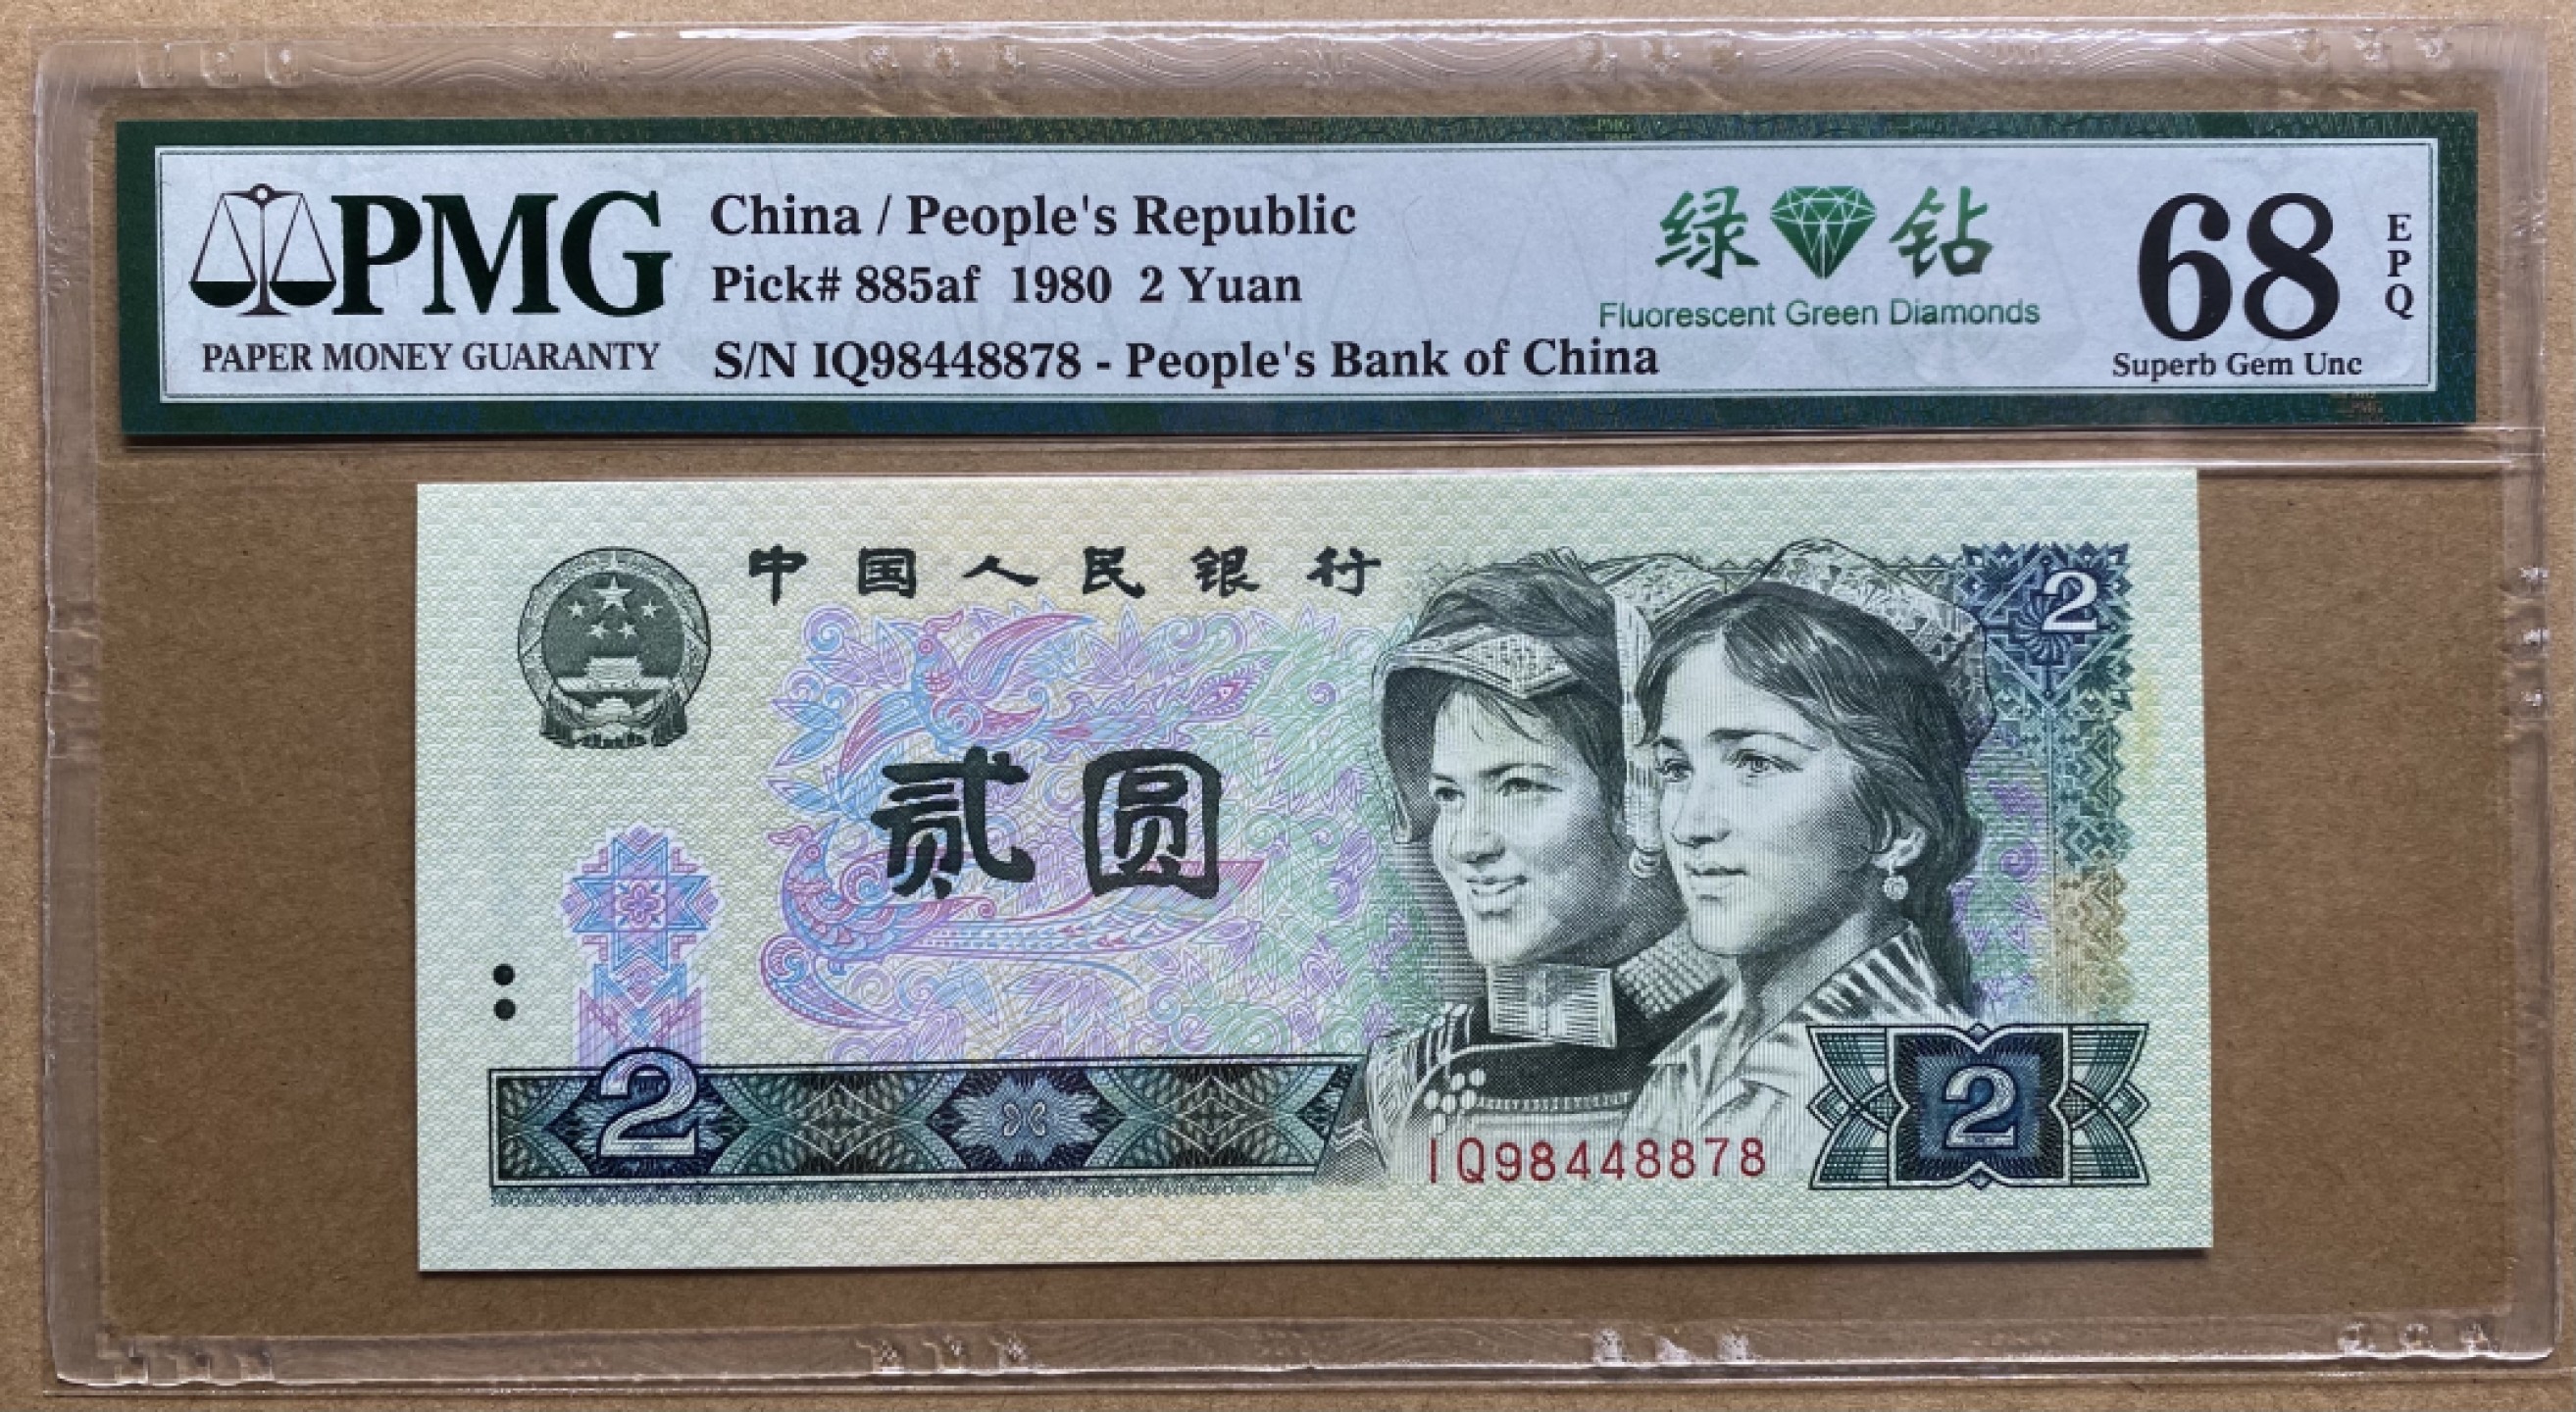 PMG
PAPER MONEY GUARANTY
China / People's Republic
Pick# 885af 1980 2 Yuan
S/N IQ98448878 - People's Bank of China
绿 钻
Fluorescent Green Diamonds
68
EPQ
Superb Gem Unc
中国人民银行
2
贰圆
2
2
IQ98448878